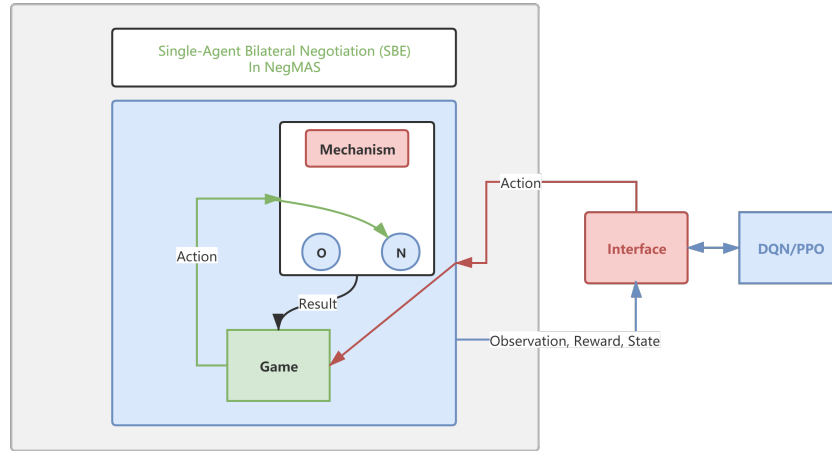 Single-Agent Bilateral Negotiation (SBE)
In NegMAS
Mechanism
Action
Interface
DQN/PPO
Action
O
N
Result
Observation, Reward, State
Game